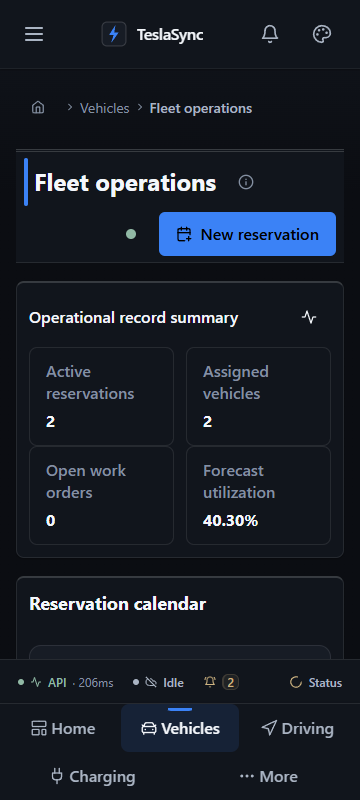 TeslaSync
Vehicles
Fleet operations
Fleet operations
New reservation
Operational record summary
Active
reservations
2
Assigned
vehicles
2
Open work
orders
0
Forecast
utilization
40.30%
Reservation calendar
API · 206ms
Idle
2
Status
Home
Vehicles
Driving
Charging
More